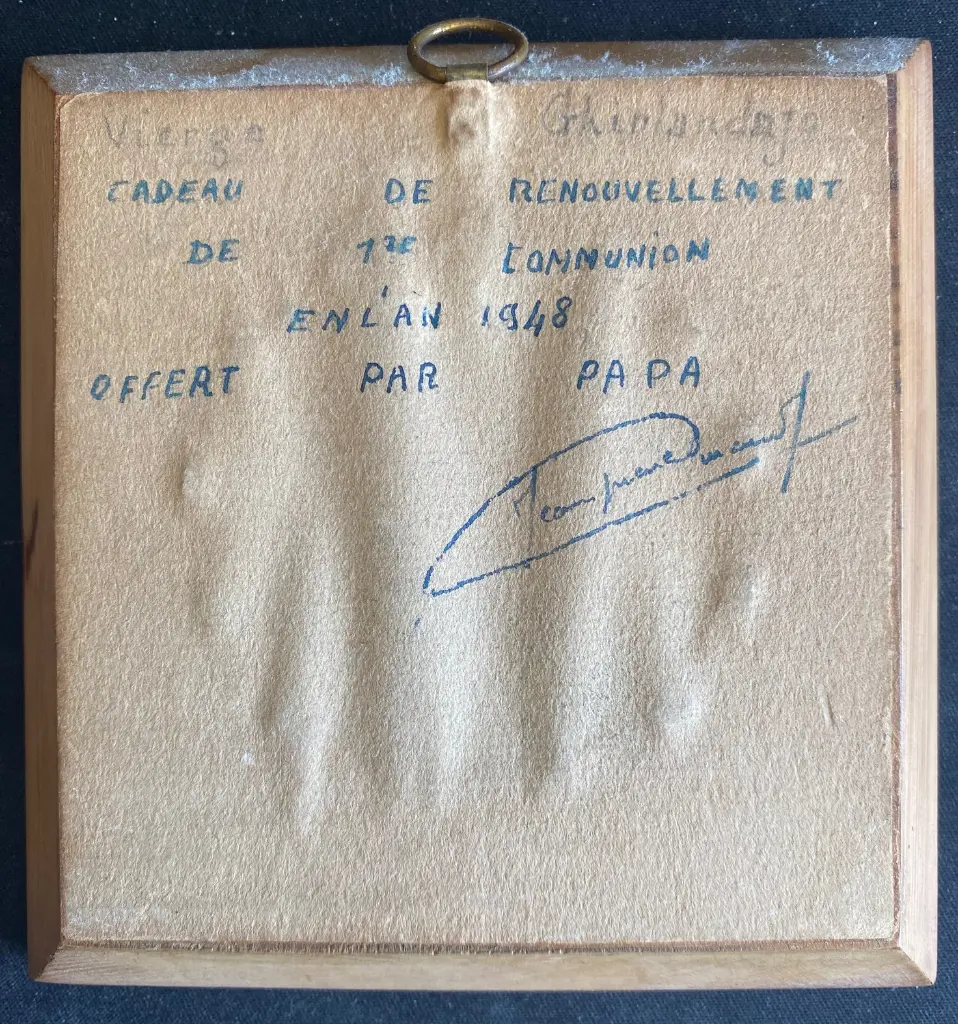 Vierge Ghirlandajo
CADEAU DE RENOUVELLEMENT
DE 1RE COMMUNION
EN L'AN 1948
OFFERT PAR PAPA